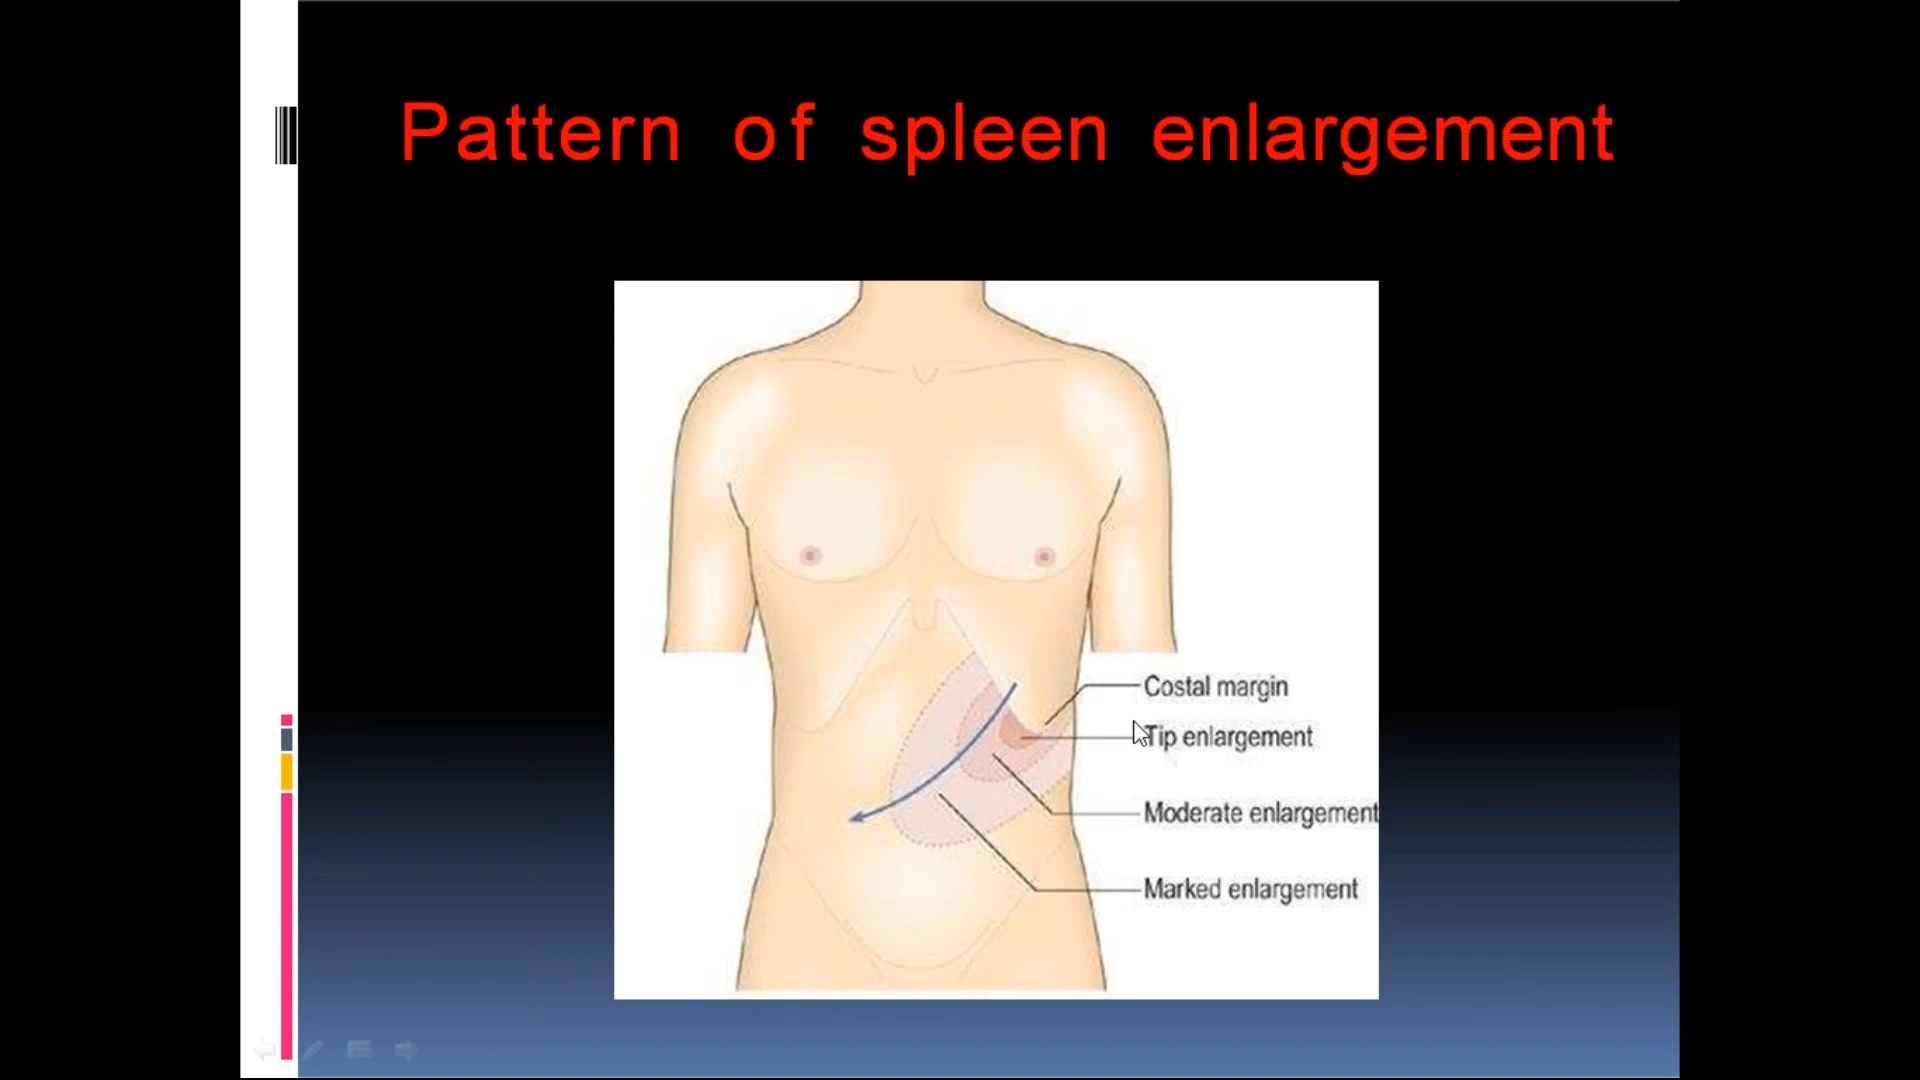 Pattern of spleen enlargement
Costal margin
Tip enlargement
Moderate enlargement
Marked enlargement